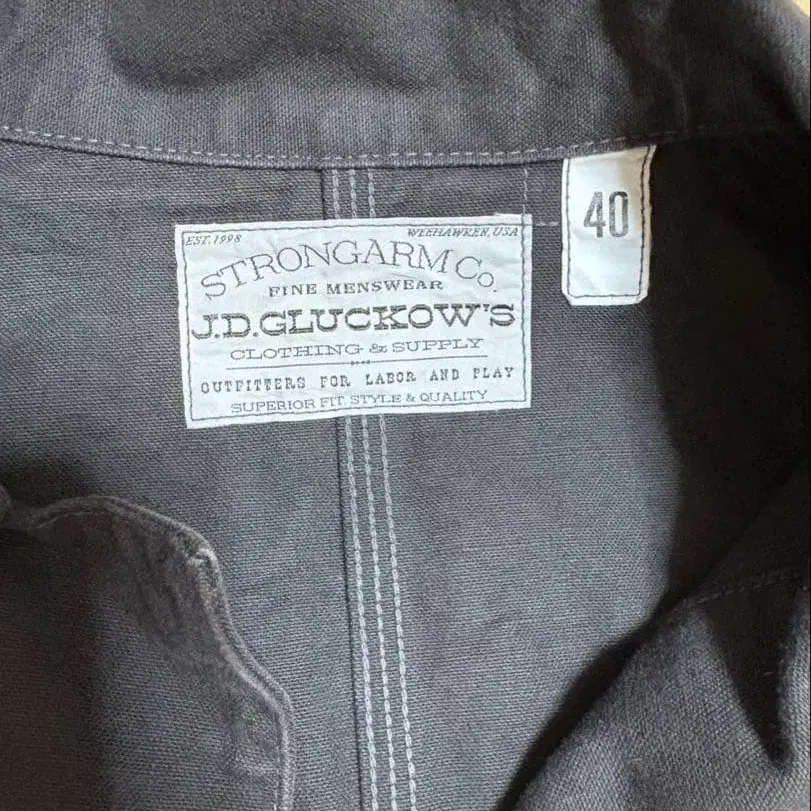 EST. 1998
WEEHAWKEN, USA
STRONGARM Co.
FINE MENSWEAR
J.D.GLUCKOW'S
CLOTHING & SUPPLY
OUTFITTERS FOR LABOR AND PLAY
SUPERIOR FIT, STYLE & QUALITY
40